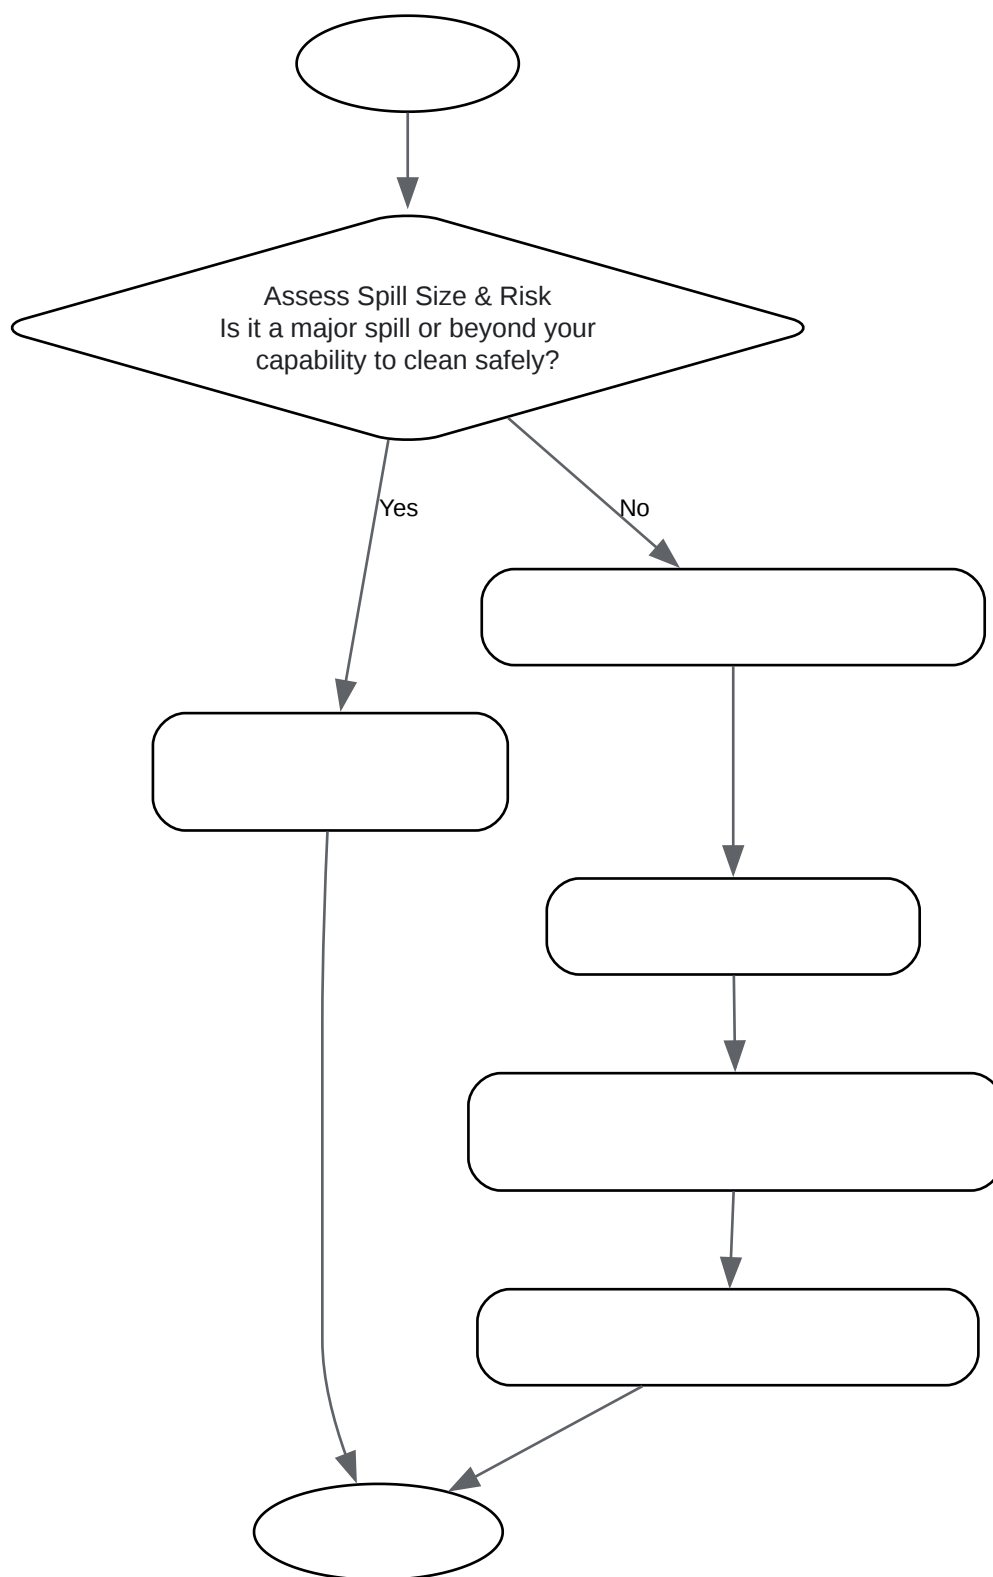 Assess Spill Size & Risk
Is it a major spill or beyond your
capability to clean safely?
Yes
No